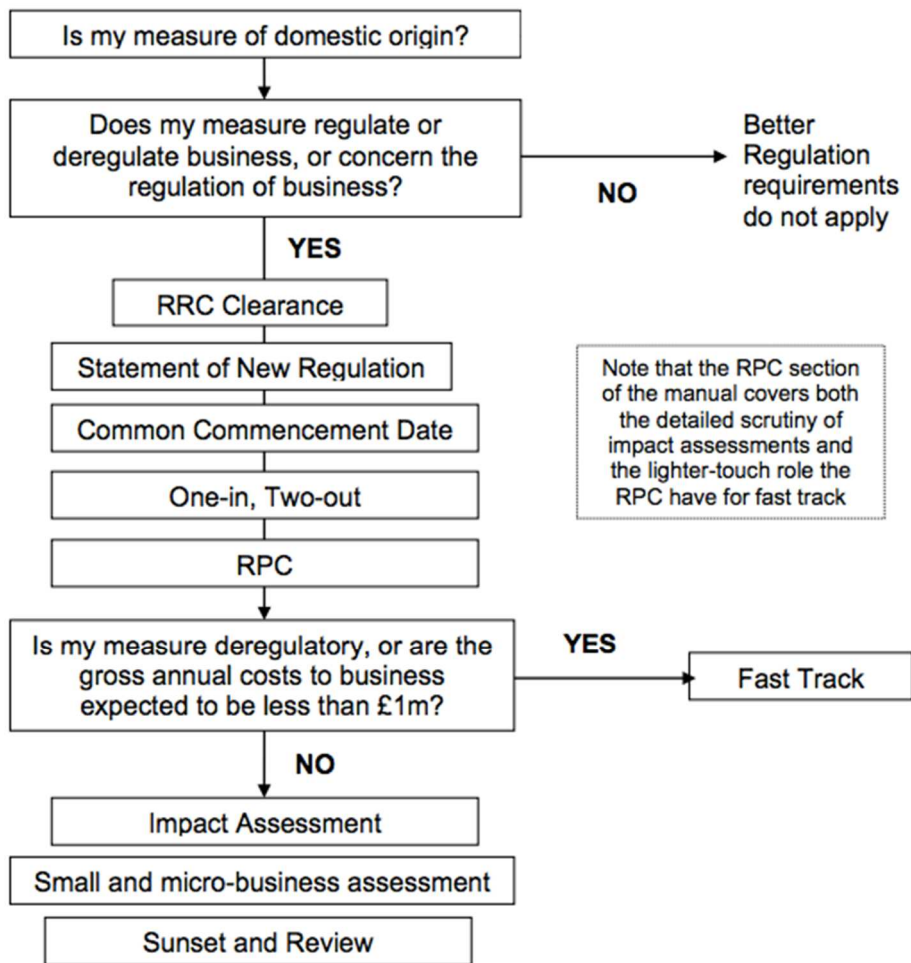 Is my measure of domestic origin?
Does my measure regulate or
deregulate business, or concern the
regulation of business?
NO
Better
Regulation
requirements
do not apply
YES
RRC Clearance
Statement of New Regulation
Common Commencement Date
One-in, Two-out
RPC
Note that the RPC section
of the manual covers both
the detailed scrutiny of
impact assessments and
the lighter-touch role the
RPC have for fast track
Is my measure deregulatory, or are the
gross annual costs to business
expected to be less than £1m?
YES
Fast Track
NO
Impact Assessment
Small and micro-business assessment
Sunset and Review